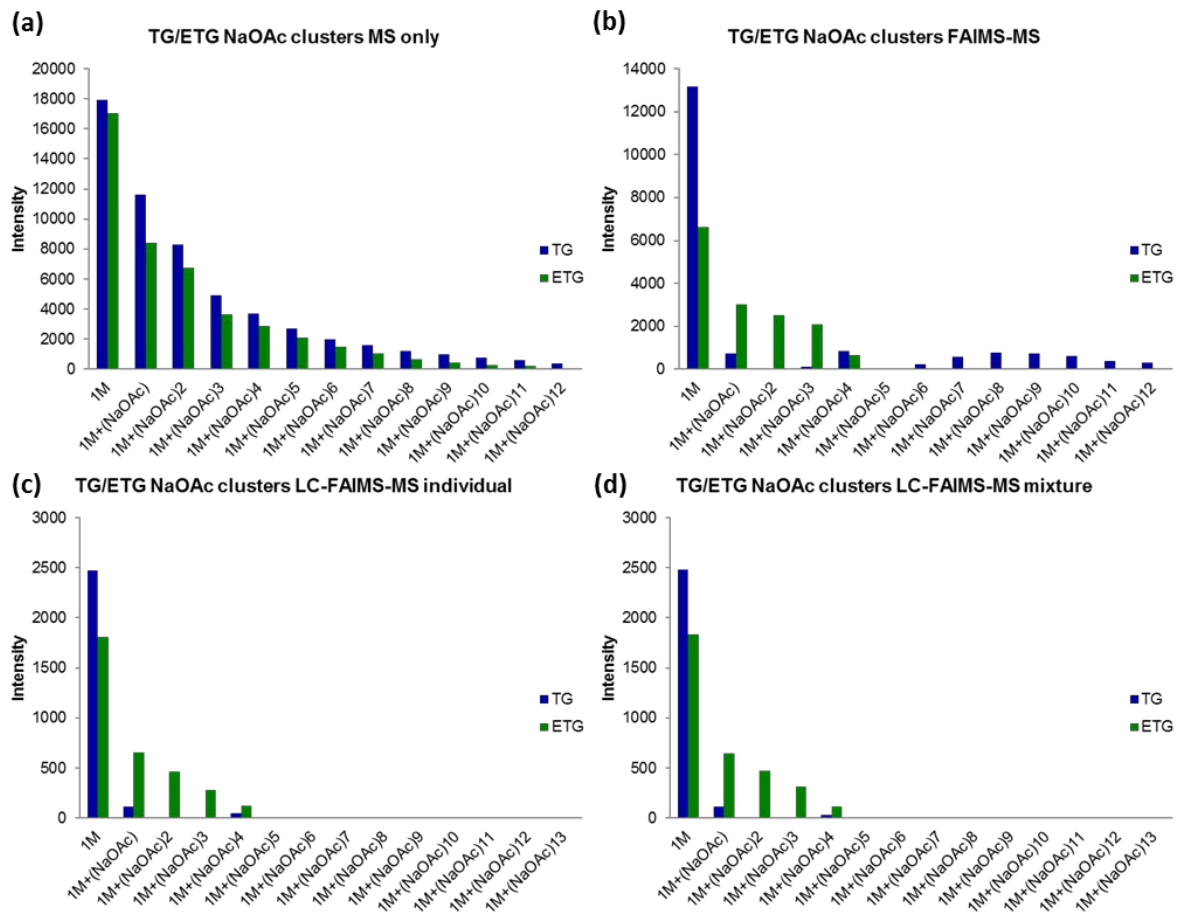 (a)
TG/ETG NaOAc clusters MS only
20000
18000
16000
14000
12000
10000
8000
6000
4000
2000
0
Intensity
TG
ETG
1M
1M+(NaOAc)
1M+(NaOAc)2
1M+(NaOAc)3
1M+(NaOAc)4
1M+(NaOAc)5
1M+(NaOAc)6
1M+(NaOAc)7
1M+(NaOAc)8
1M+(NaOAc)9
1M+(NaOAc)10
1M+(NaOAc)11
1M+(NaOAc)12
(b)
TG/ETG NaOAc clusters FAIMS-MS
14000
12000
10000
8000
6000
4000
2000
0
Intensity
TG
ETG
1M
1M+(NaOAc)
1M+(NaOAc)2
1M+(NaOAc)3
1M+(NaOAc)4
1M+(NaOAc)5
1M+(NaOAc)6
1M+(NaOAc)7
1M+(NaOAc)8
1M+(NaOAc)9
1M+(NaOAc)10
1M+(NaOAc)11
1M+(NaOAc)12
(c)
TG/ETG NaOAc clusters LC-FAIMS-MS individual
3000
2500
2000
1500
1000
500
0
Intensity
TG
ETG
1M
1M+(NaOAc)
1M+(NaOAc)2
1M+(NaOAc)3
1M+(NaOAc)4
1M+(NaOAc)5
1M+(NaOAc)6
1M+(NaOAc)7
1M+(NaOAc)8
1M+(NaOAc)9
1M+(NaOAc)10
1M+(NaOAc)11
1M+(NaOAc)12
1M+(NaOAc)13
(d)
TG/ETG NaOAc clusters LC-FAIMS-MS mixture
3000
2500
2000
1500
1000
500
0
Intensity
TG
ETG
1M
1M+(NaOAc)
1M+(NaOAc)2
1M+(NaOAc)3
1M+(NaOAc)4
1M+(NaOAc)5
1M+(NaOAc)6
1M+(NaOAc)7
1M+(NaOAc)8
1M+(NaOAc)9
1M+(NaOAc)10
1M+(NaOAc)11
1M+(NaOAc)12
1M+(NaOAc)13